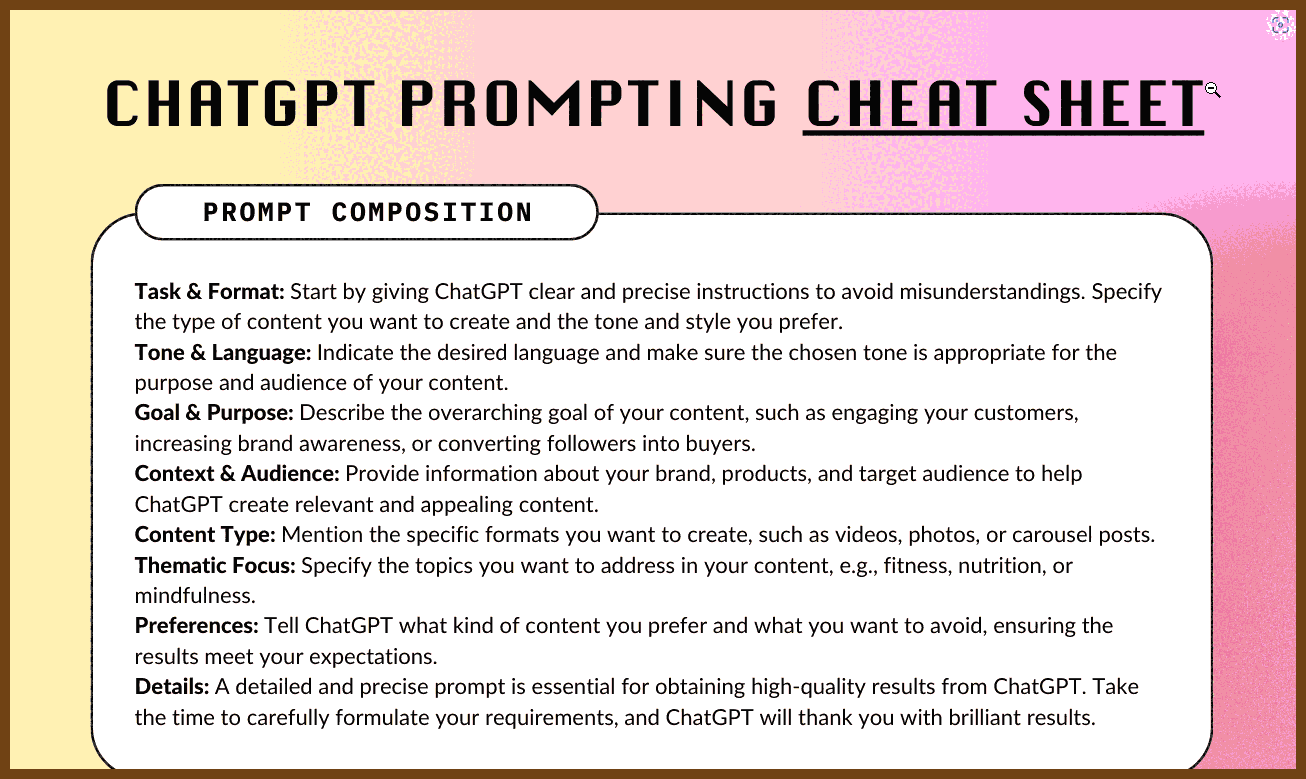 CHATGPT PROMPTING CHEAT SHEET
PROMPT COMPOSITION
Task & Format: Start by giving ChatGPT clear and precise instructions to avoid misunderstandings. Specify
the type of content you want to create and the tone and style you prefer.
Tone & Language: Indicate the desired language and make sure the chosen tone is appropriate for the
purpose and audience of your content.
Goal & Purpose: Describe the overarching goal of your content, such as engaging your customers,
increasing brand awareness, or converting followers into buyers.
Context & Audience: Provide information about your brand, products, and target audience to help
ChatGPT create relevant and appealing content.
Content Type: Mention the specific formats you want to create, such as videos, photos, or carousel posts.
Thematic Focus: Specify the topics you want to address in your content, e.g., fitness, nutrition, or
mindfulness.
Preferences: Tell ChatGPT what kind of content you prefer and what you want to avoid, ensuring the
results meet your expectations.
Details: A detailed and precise prompt is essential for obtaining high-quality results from ChatGPT. Take
the time to carefully formulate your requirements, and ChatGPT will thank you with brilliant results.